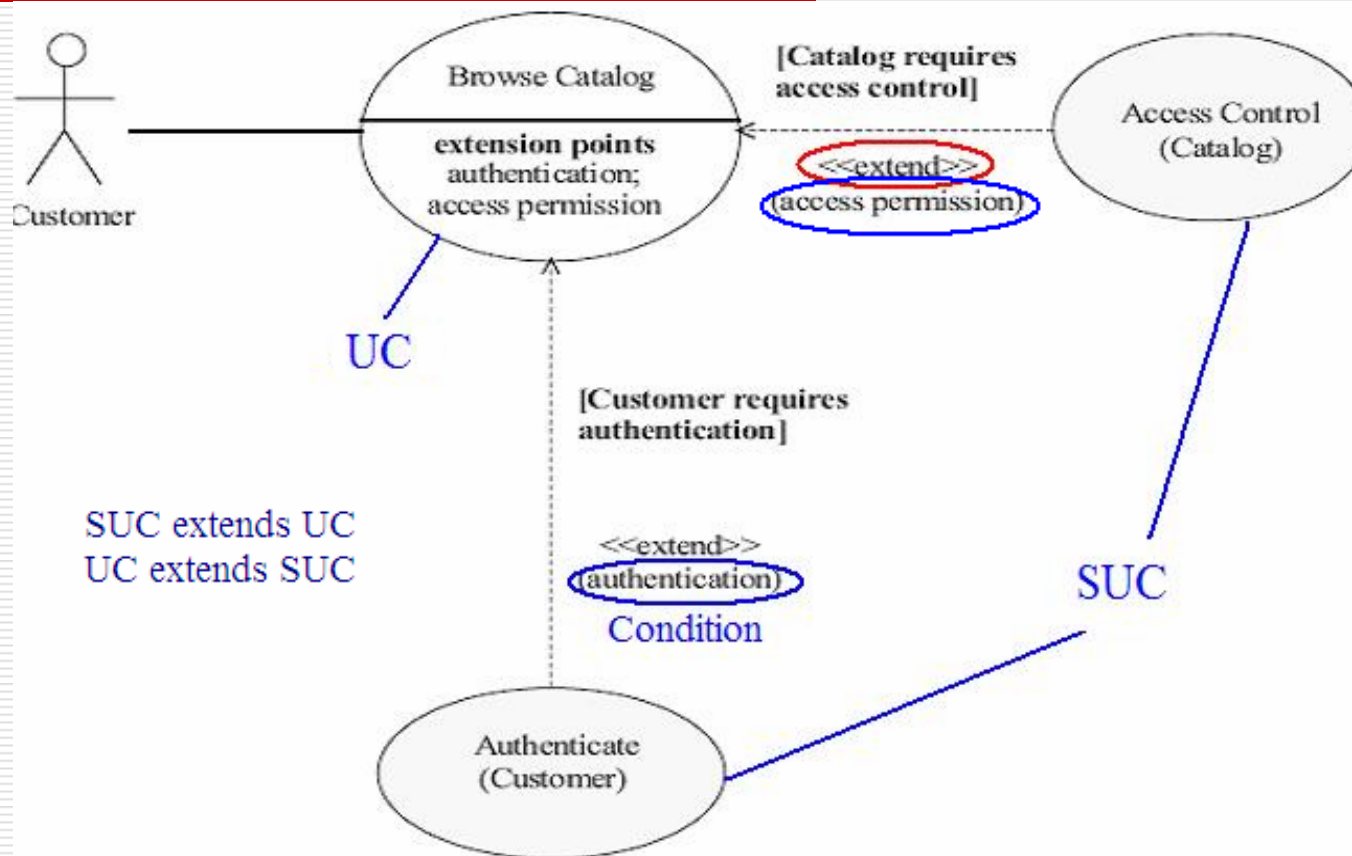 Customer
Browse Catalog
extension points
authentication;
access permission
[Catalog requires
access control]
<<extend>>
(access permission)
Access Control
(Catalog)
UC
[Customer requires
authentication]
SUC extends UC
UC extends SUC
<<extend>>
(authentication)
Condition
SUC
Authenticate
(Customer)